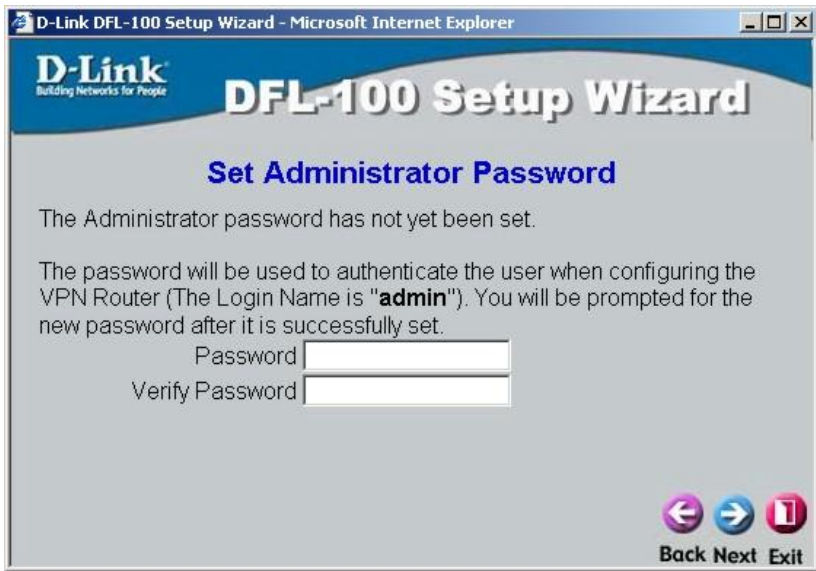 D-Link DFL-100 Setup Wizard - Microsoft Internet Explorer
D-Link
Building Networks for People
DFL-100 Setup Wizard
Set Administrator Password
The Administrator password has not yet been set.
The password will be used to authenticate the user when configuring the
VPN Router (The Login Name is "admin"). You will be prompted for the
new password after it is successfully set.
Password
Verify Password
Back Next Exit